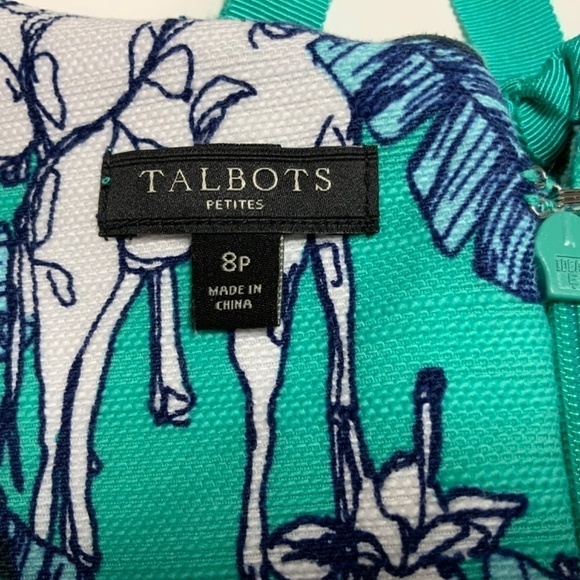 TALBOTS
PETITES
8P
MADE IN
CHINA